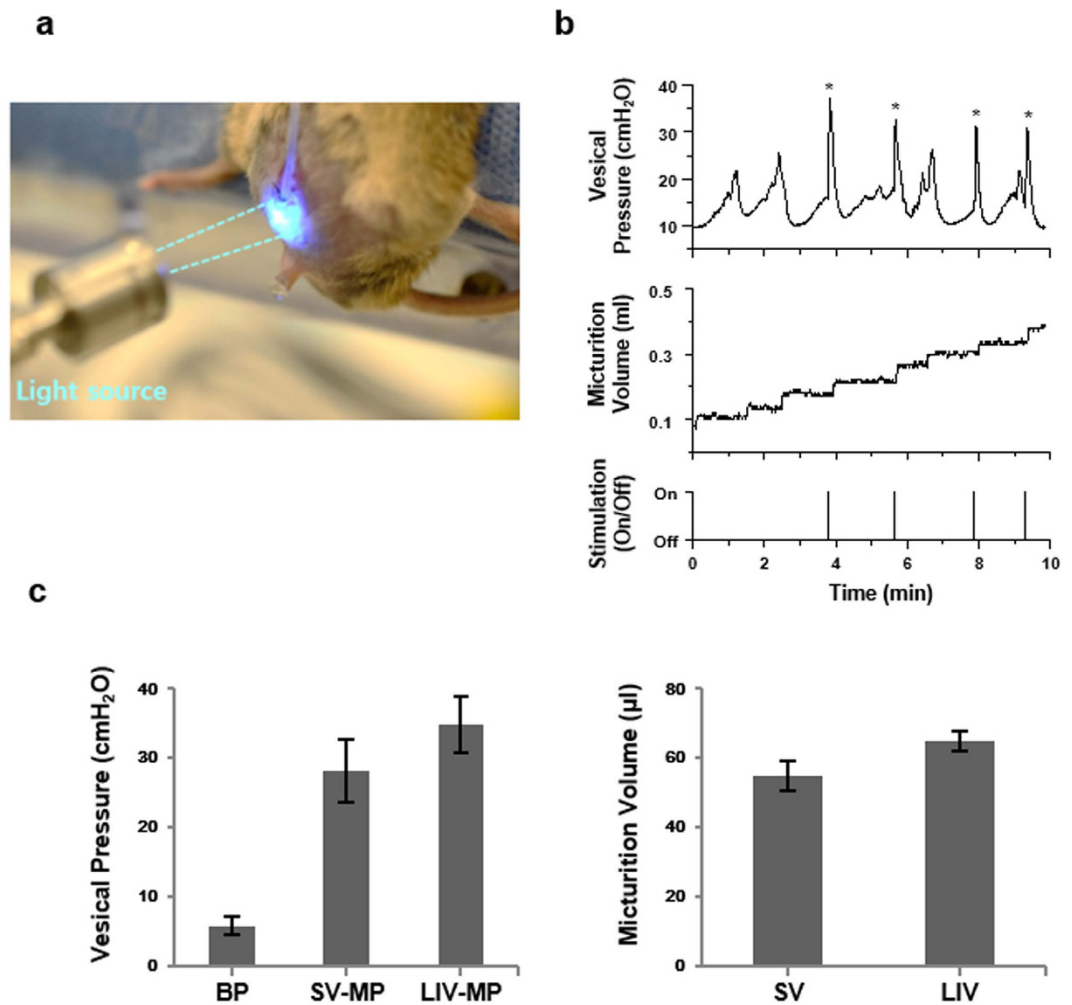 a
Light source
b
Vesical
Pressure (cmH₂O)
40
30
20
10
* * * *
Micturition
Volume (ml)
0.5
0.3
0.1
Stimulation
(On/Off)
On
Off
0 2 4 6 8 10
Time (min)
c
Vesical Pressure (cmH₂O)
40
30
20
10
0
BP SV-MP LIV-MP
Micturition Volume (μl)
80
60
40
60
0
SV LIV